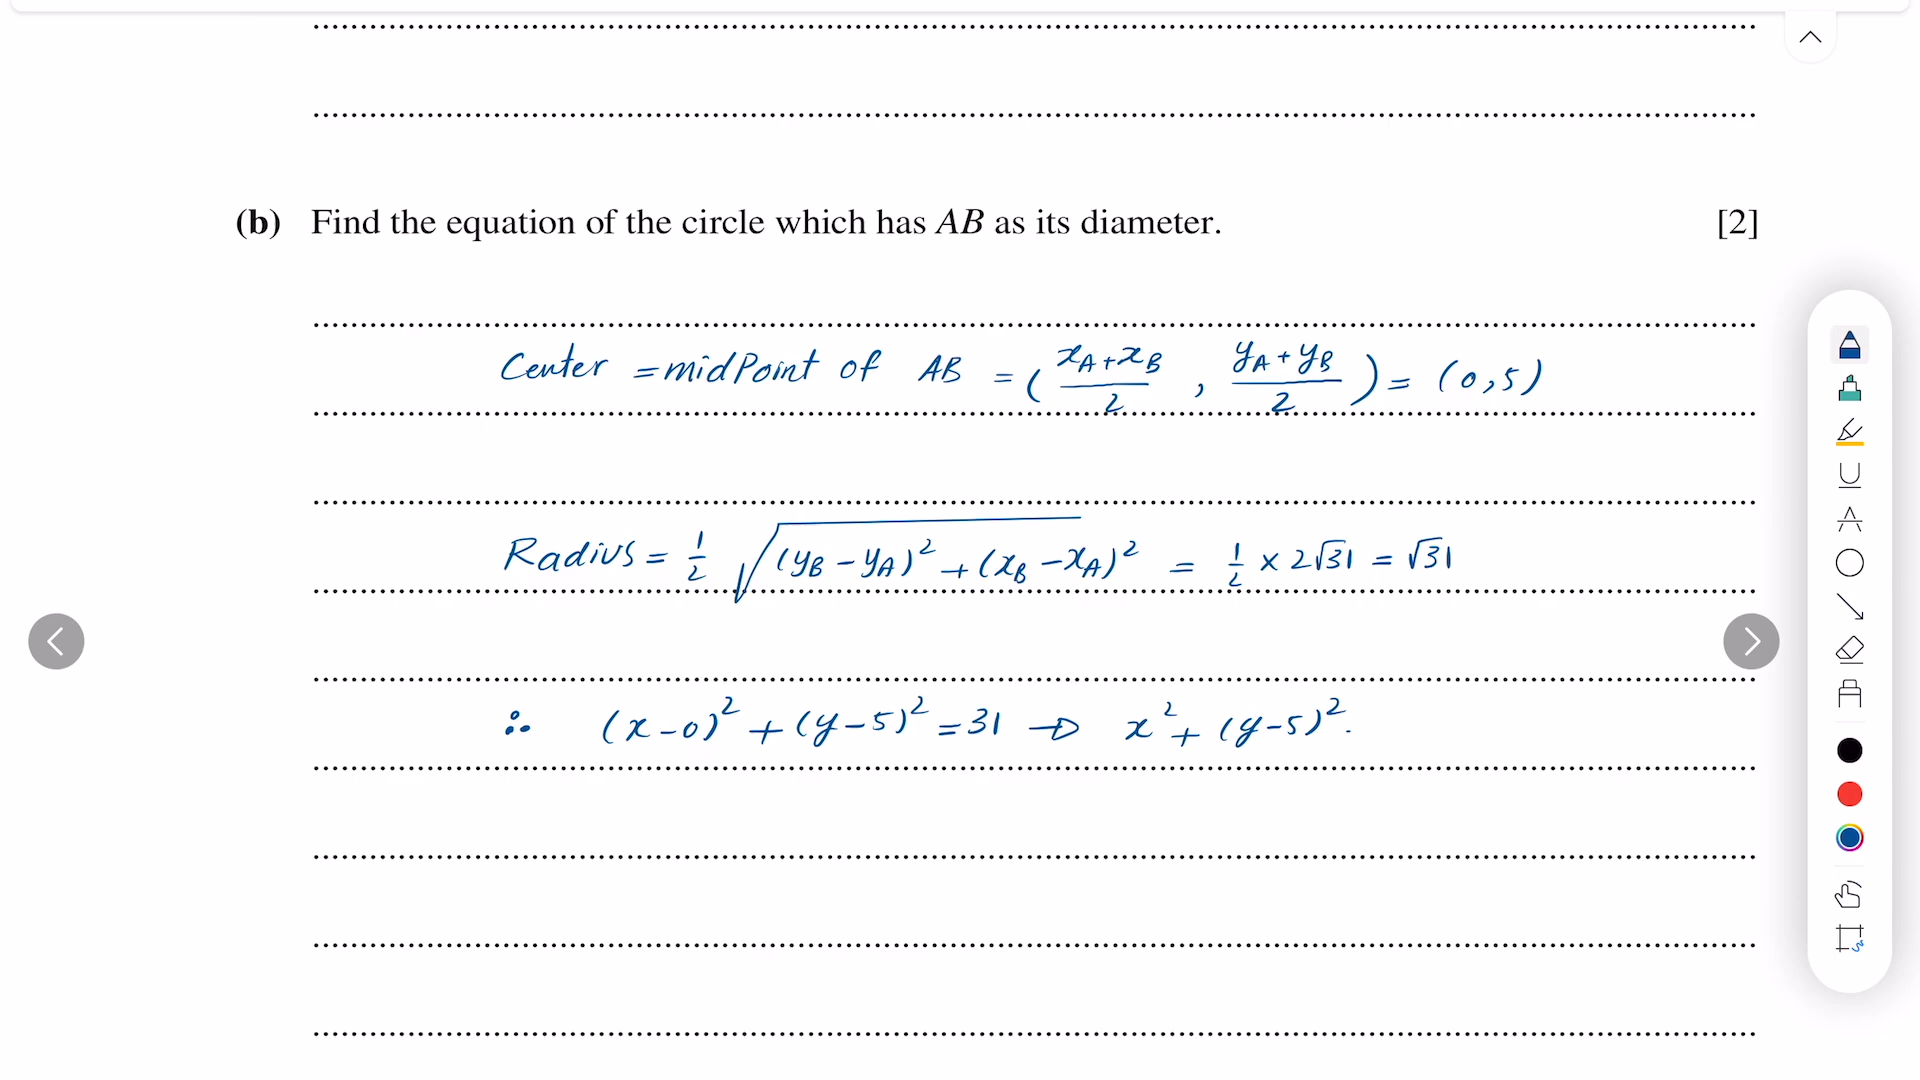 (b) Find the equation of the circle which has AB as its diameter. [2]
Center = midPoint of AB = ( xA+xB / 2 , yA+yB / 2 ) = (0,5)
Radius = 1/2 √(yB-yA)² + (xB-xA)² = 1/2 × 2√31 = √31
∴ (x-0)² + (y-5)² = 31 → x² + (y-5)².